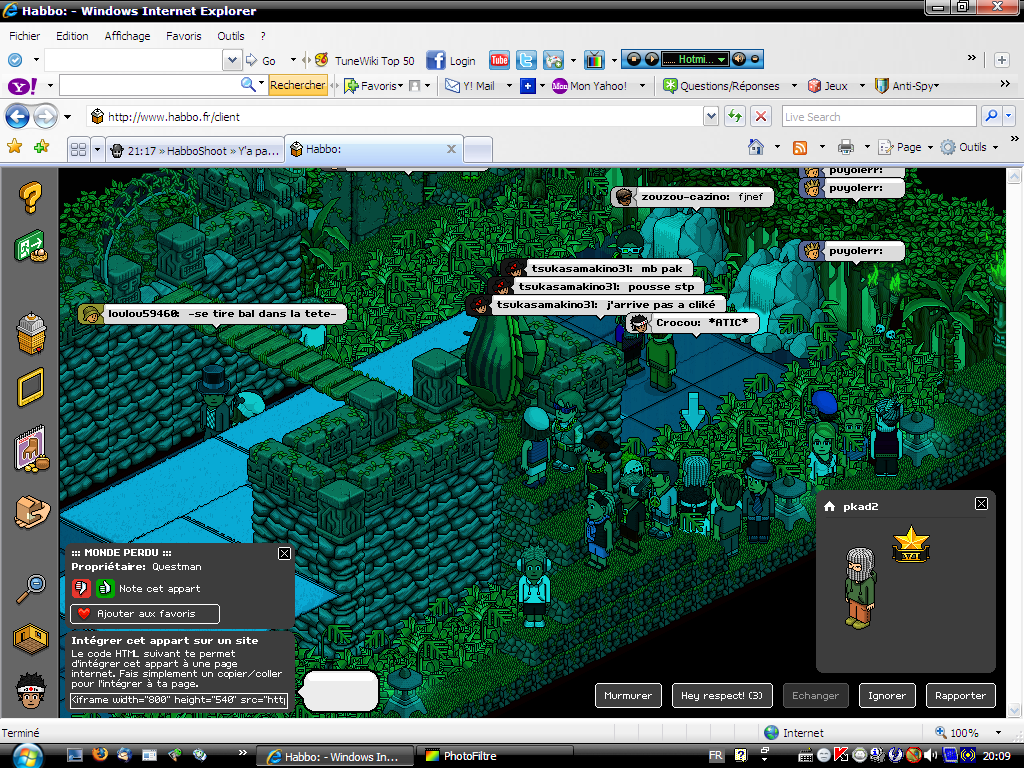 Habbo: - Windows Internet Explorer
Fichier Edition Affichage Favoris Outils ?
Go TuneWiki Top 50 Login You Tube Hotmi...
Y! Rechercher Favoris Y! Mail Mon Yahoo! Questions/Réponses Jeux Anti-Spy
http://www.habbo.fr/client Live Search
21:17 » HabboShoot » Y'a pa... Habbo: Page Outils
puyolerr:
zouzou-cazino: fjnef
puyolerr:
puyolerr:
tsukasamakino31: mb pak
tsukasamakino31: pousse stp
tsukasamakino31: j'arrive pas a cliké
loulou59460: -se tire bal dans la tete-
Crocou: *ATIC*
pkad2
::: MONDE PERDU :::
Propriétaire: Questman
Note cet appart
Ajouter aux favoris
Intégrer cet appart sur un site
Le code HTML suivant te permet
d'intégrer cet appart à une page
internet. Fais simplement un copier/coller
pour l'intégrer à ta page.
<iframe width="800" height="540" src="htt
Murmurer Hey respect! (3) Echanger Ignorer Rapporter
Terminé Internet 100%
Habbo: - Windows In... PhotoFiltre FR 20:09